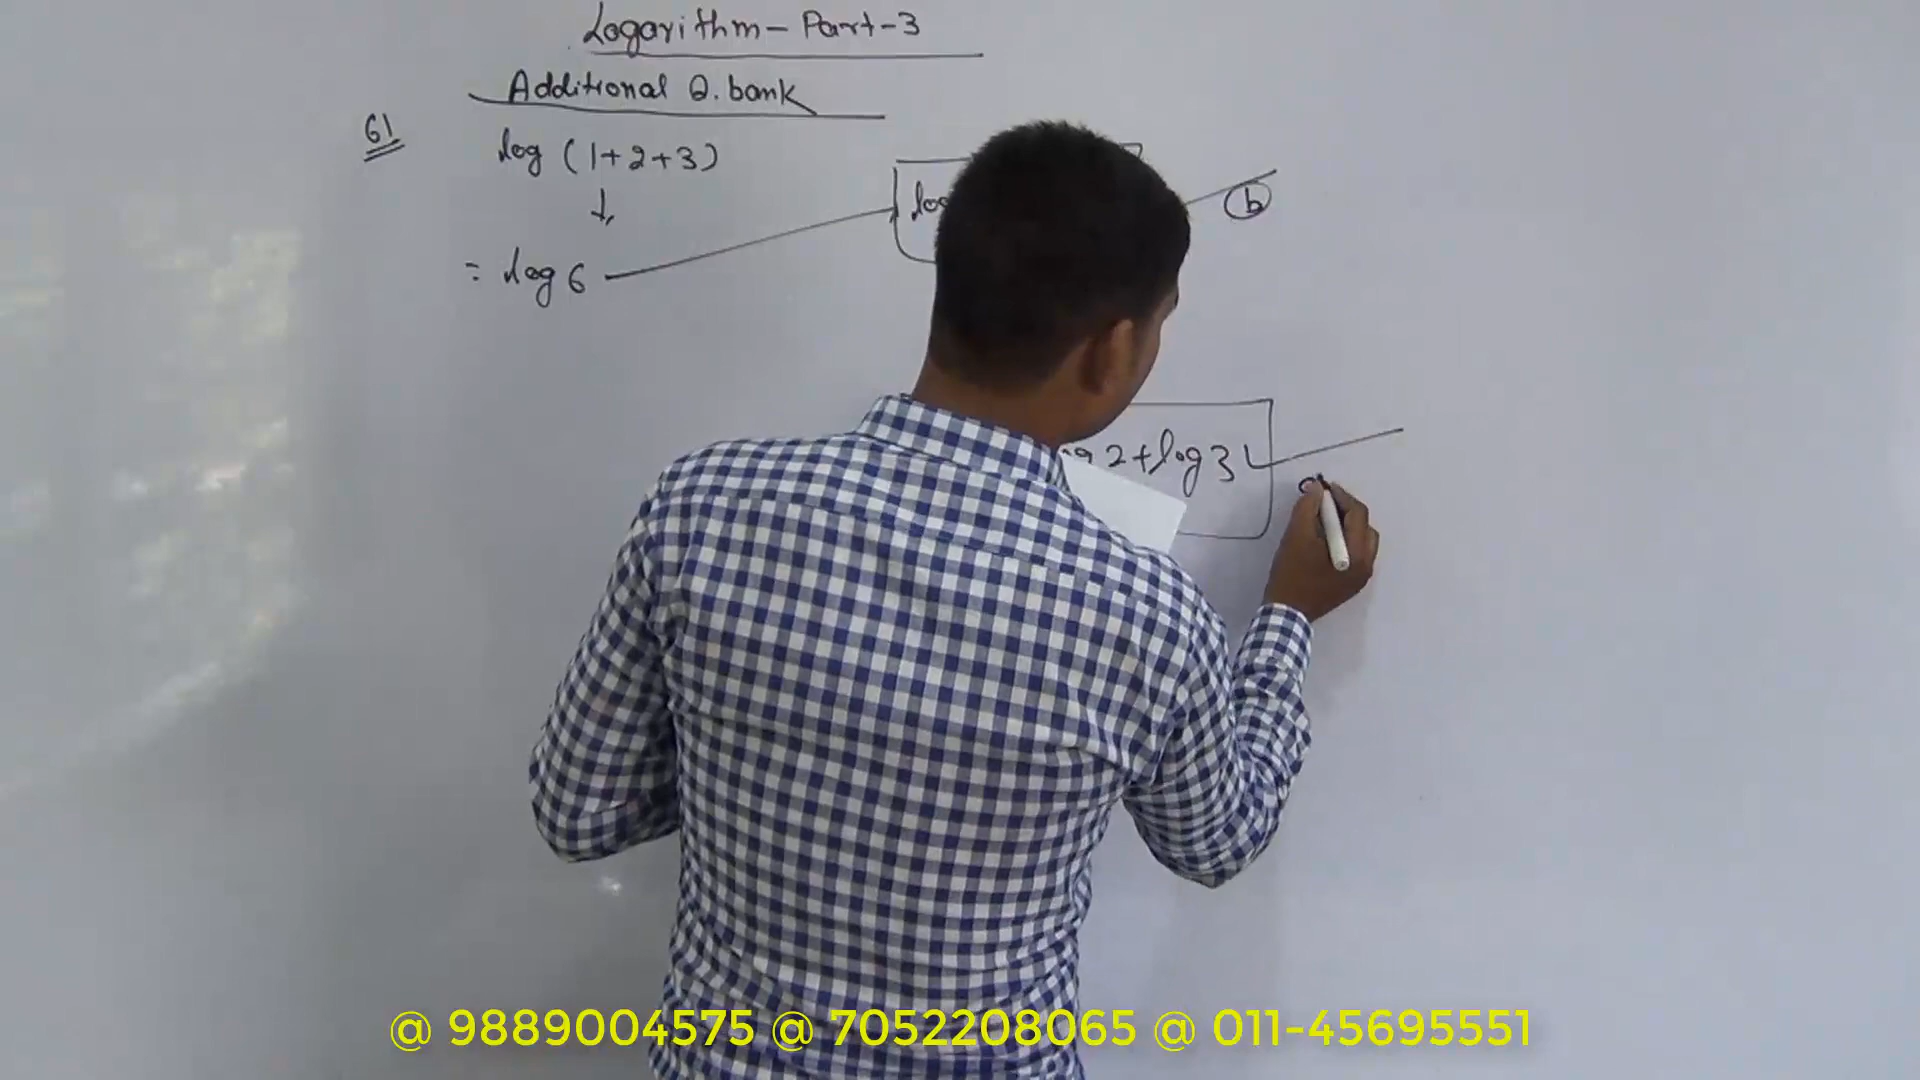 Logarithm - Part-3
Additional Q. bank
61
log (1+2+3)
(b)
= log 6
2 + log 3
@ 9889004575 @ 7052208065 @ 011-45695551